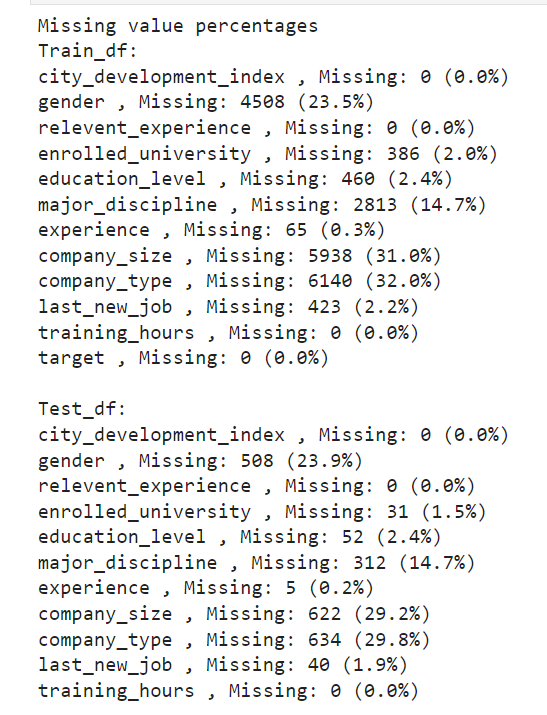 Missing value percentages
Train_df:
city_development_index , Missing: 0 (0.0%)
gender , Missing: 4508 (23.5%)
relevent_experience , Missing: 0 (0.0%)
enrolled_university , Missing: 386 (2.0%)
education_level , Missing: 460 (2.4%)
major_discipline , Missing: 2813 (14.7%)
experience , Missing: 65 (0.3%)
company_size , Missing: 5938 (31.0%)
company_type , Missing: 6140 (32.0%)
last_new_job , Missing: 423 (2.2%)
training_hours , Missing: 0 (0.0%)
target , Missing: 0 (0.0%)

Test_df:
city_development_index , Missing: 0 (0.0%)
gender , Missing: 508 (23.9%)
relevent_experience , Missing: 0 (0.0%)
enrolled_university , Missing: 31 (1.5%)
education_level , Missing: 52 (2.4%)
major_discipline , Missing: 312 (14.7%)
experience , Missing: 5 (0.2%)
company_size , Missing: 622 (29.2%)
company_type , Missing: 634 (29.8%)
last_new_job , Missing: 40 (1.9%)
training_hours , Missing: 0 (0.0%)